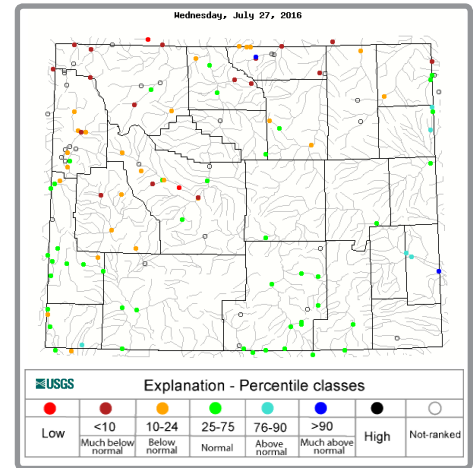 Wednesday, July 27, 2016
USGS Explanation - Percentile classes
Low <10 10-24 25-75 76-90 >90 High Not-ranked
Much below normal Below normal Normal Above normal Much above normal